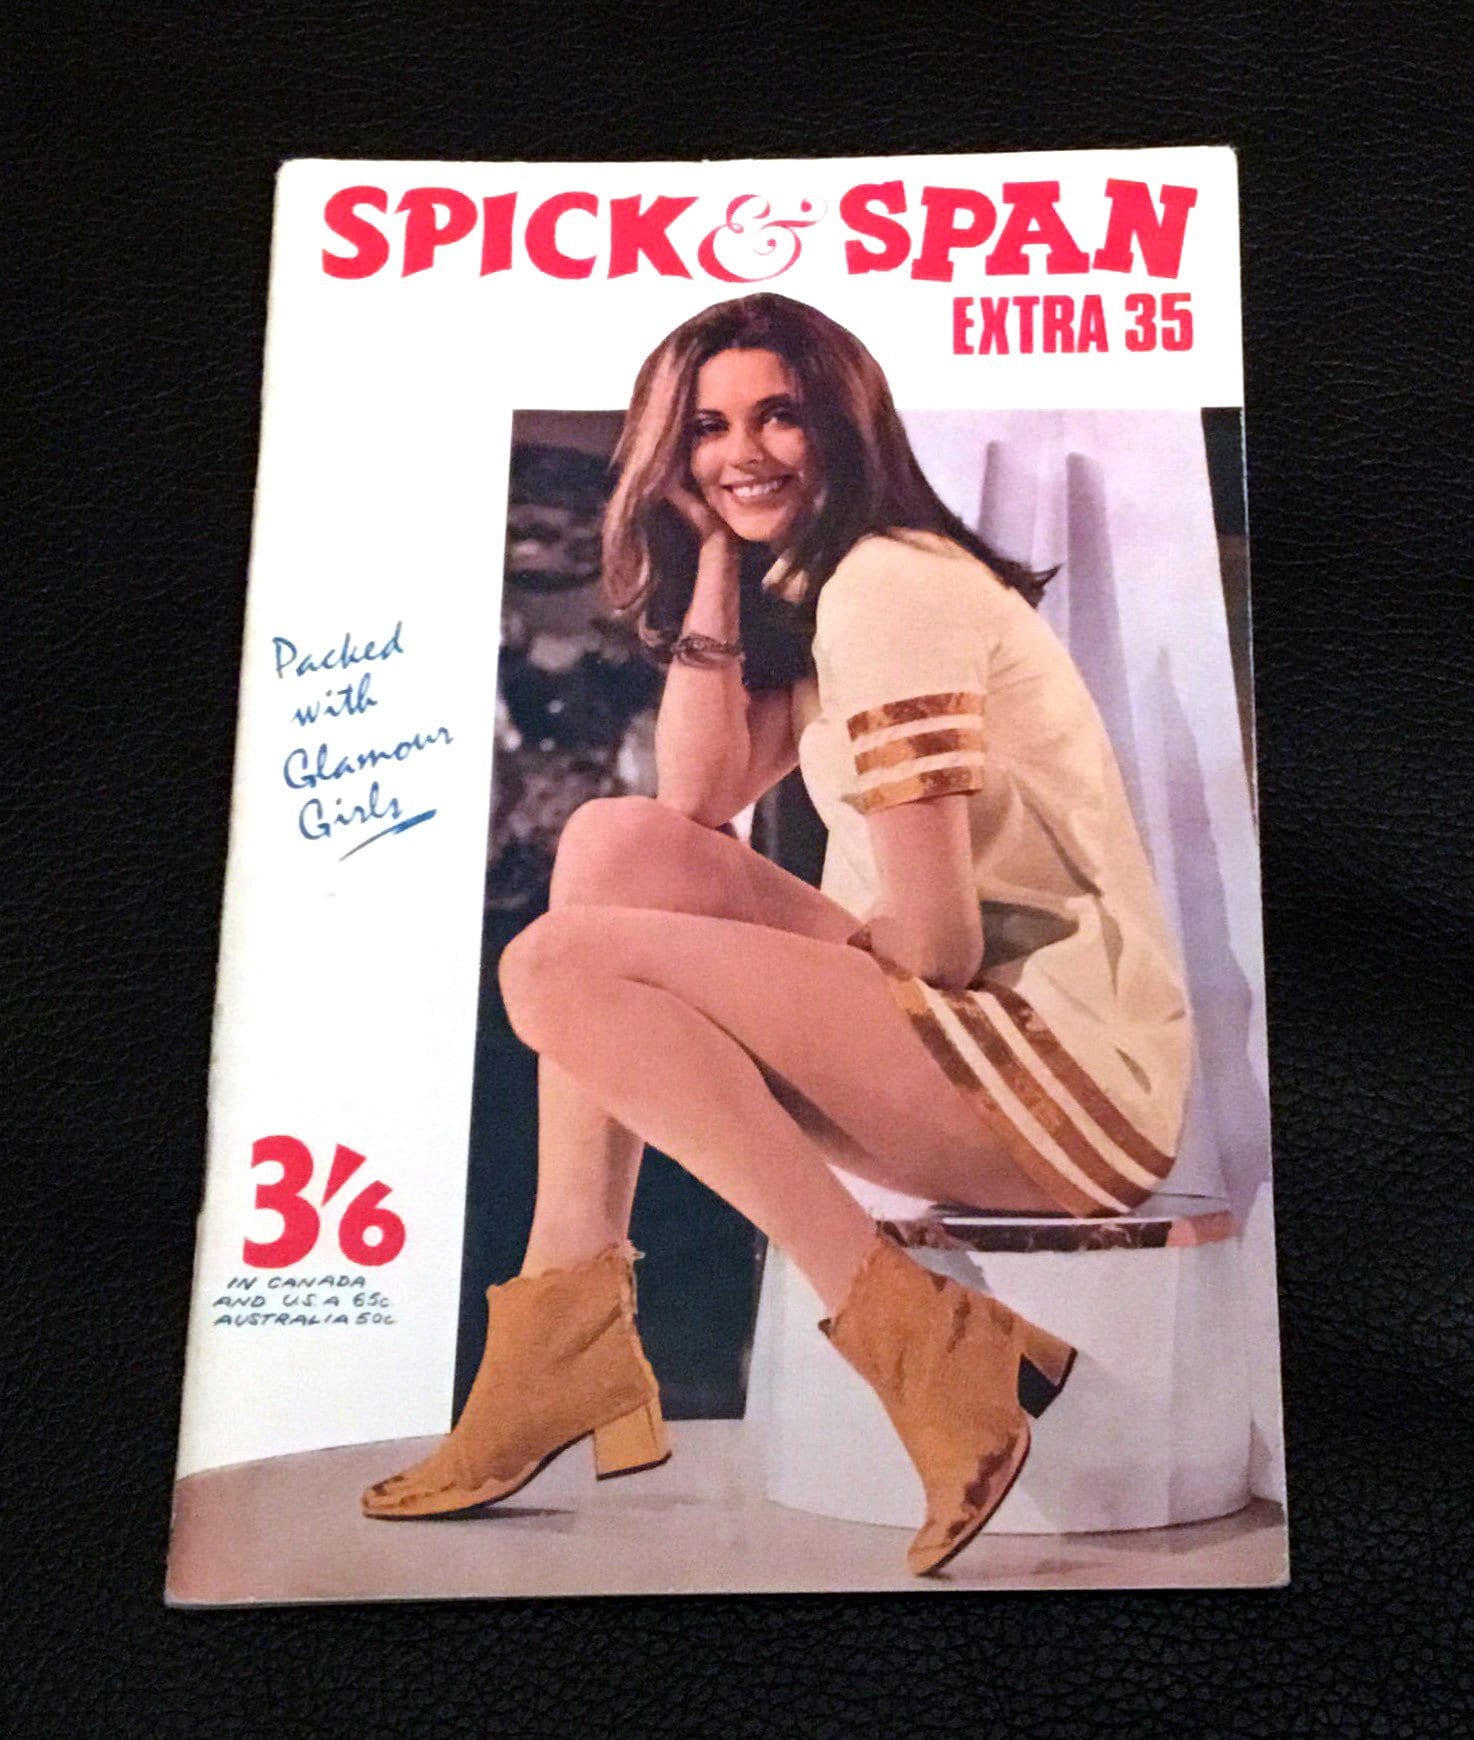 SPICK & SPAN
EXTRA 35
Packed
with
Glamour
Girls
3'6
IN CANADA
AND U.S.A 65c
AUSTRALIA 50c